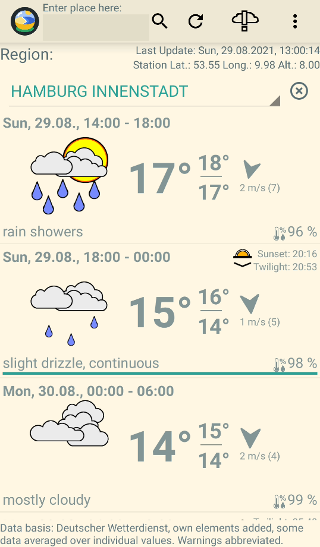 Enter place here:
Region:
Last Update: Sun, 29.08.2021, 13:00:14
Station Lat.: 53.55 Long.: 9.98 Alt.: 8.00
HAMBURG INNENSTADT
Sun, 29.08., 14:00 - 18:00
17° 18° 17°
2 m/s (7)
rain showers 96 %
Sun, 29.08., 18:00 - 00:00
Sunset: 20:16
Twilight: 20:53
15° 16° 14°
1 m/s (5)
slight drizzle, continuous 98 %
Mon, 30.08., 00:00 - 06:00
14° 15° 14°
2 m/s (4)
mostly cloudy 99 %
Data basis: Deutscher Wetterdienst, own elements added, some
data averaged over individual values. Warnings abbreviated.